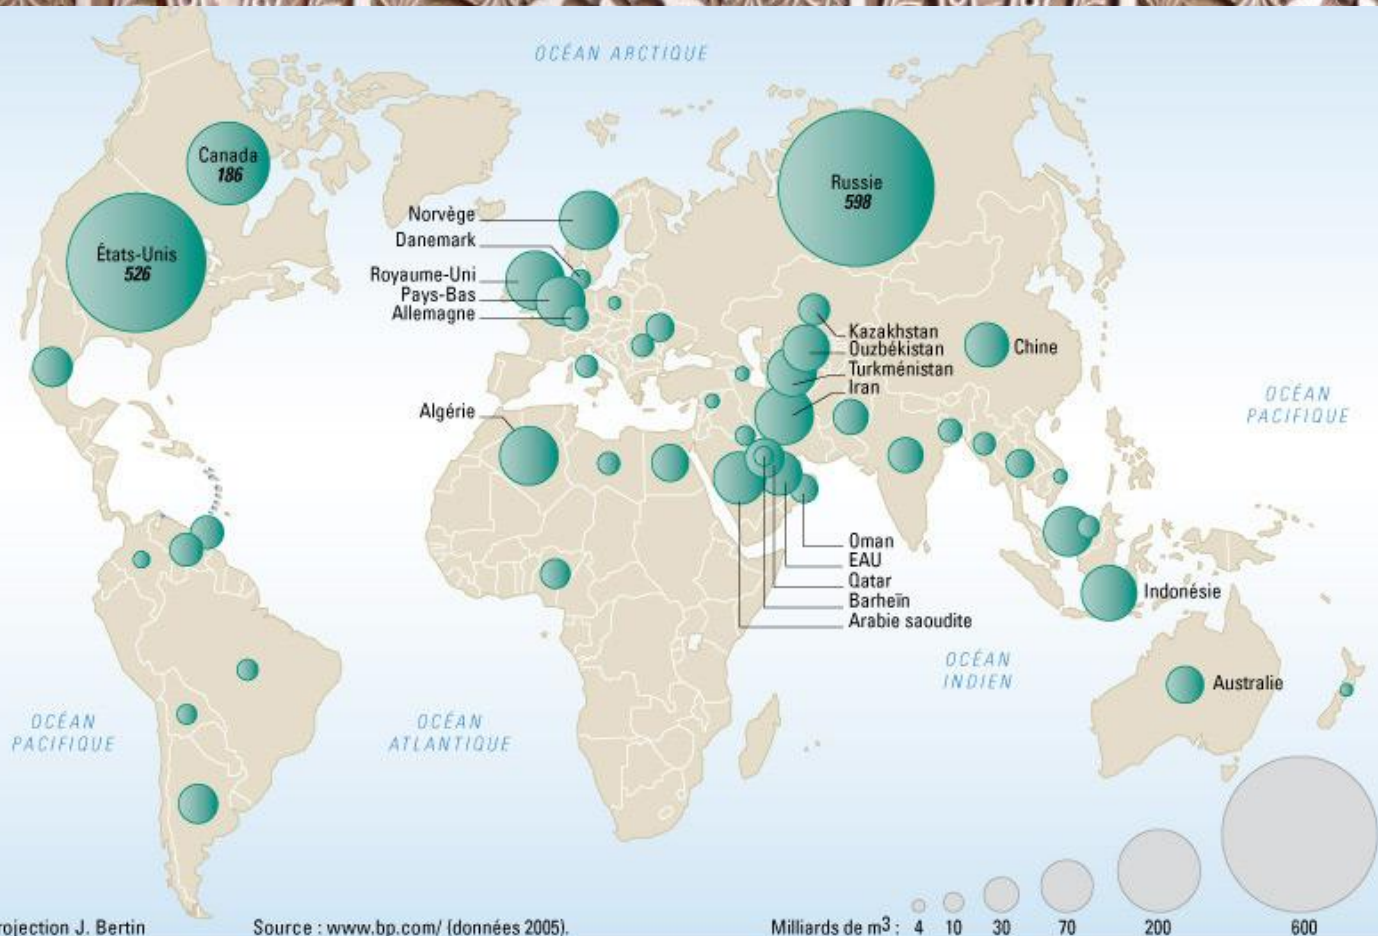 OCÉAN ARCTIQUE
Canada
186
États-Unis
526
Russie
598
Norvège
Danemark
Royaume-Uni
Pays-Bas
Allemagne
Kazakhstan
Ouzbékistan
Turkménistan
Iran
Chine
OCÉAN
PACIFIQUE
Algérie
Oman
EAU
Qatar
Barheïn
Arabie saoudite
Indonésie
OCÉAN
INDIEN
Australie
OCÉAN
PACIFIQUE
OCÉAN
ATLANTIQUE
rojection J. Bertin
Source : www.bp.com/ (données 2005).
Milliards de m3 : 4 10 30 70 200 600